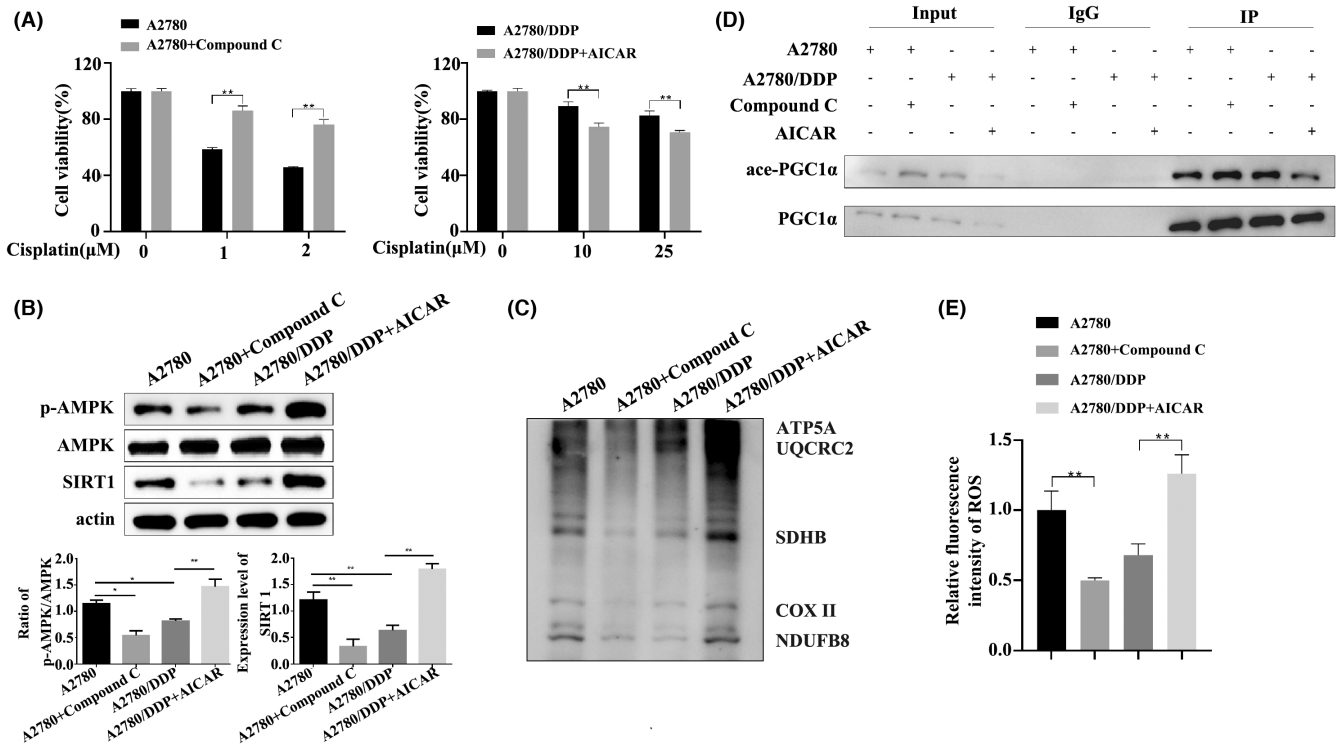 (A)
A2780
A2780+Compound C
Cell viability(%)
120
80
40
0
**
**
Cisplatin(μM)
0
1
2
A2780/DDP
A2780/DDP+AICAR
Cell viability(%)
120
80
40
0
**
**
Cisplatin(μM)
0
10
25
(D)
Input
IgG
IP
A2780 + + - - + + - - + + - -
A2780/DDP - - + + - - + + - - + +
Compound C - + - - - + - - - + - -
AICAR - - - + - - - + - - - +
ace-PGC1α
PGC1α
(B)
A2780
A2780+Compound C
A2780/DDP
A2780/DDP+AICAR
p-AMPK
AMPK
SIRT1
actin
Ratio of
p-AMPK/AMPK
2.0
1.5
1.0
0.5
0.0
*
*
**
A2780
A2780+Compound C
A2780/DDP
A2780/DDP+AICAR
Expression level of
SIRT 1
2.0
1.5
1.0
0.5
0.0
**
**
**
A2780
A2780+Compound C
A2780/DDP
A2780/DDP+AICAR
(C)
A2780
A2780+Compoud C
A2780/DDP
A2780/DDP+AICAR
ATP5A
UQCRC2
SDHB
COX II
NDUFB8
(E)
A2780
A2780+Compound C
A2780/DDP
A2780/DDP+AICAR
Relative fluorescence
intensity of ROS
1.5
1.0
0.5
0.0
**
**